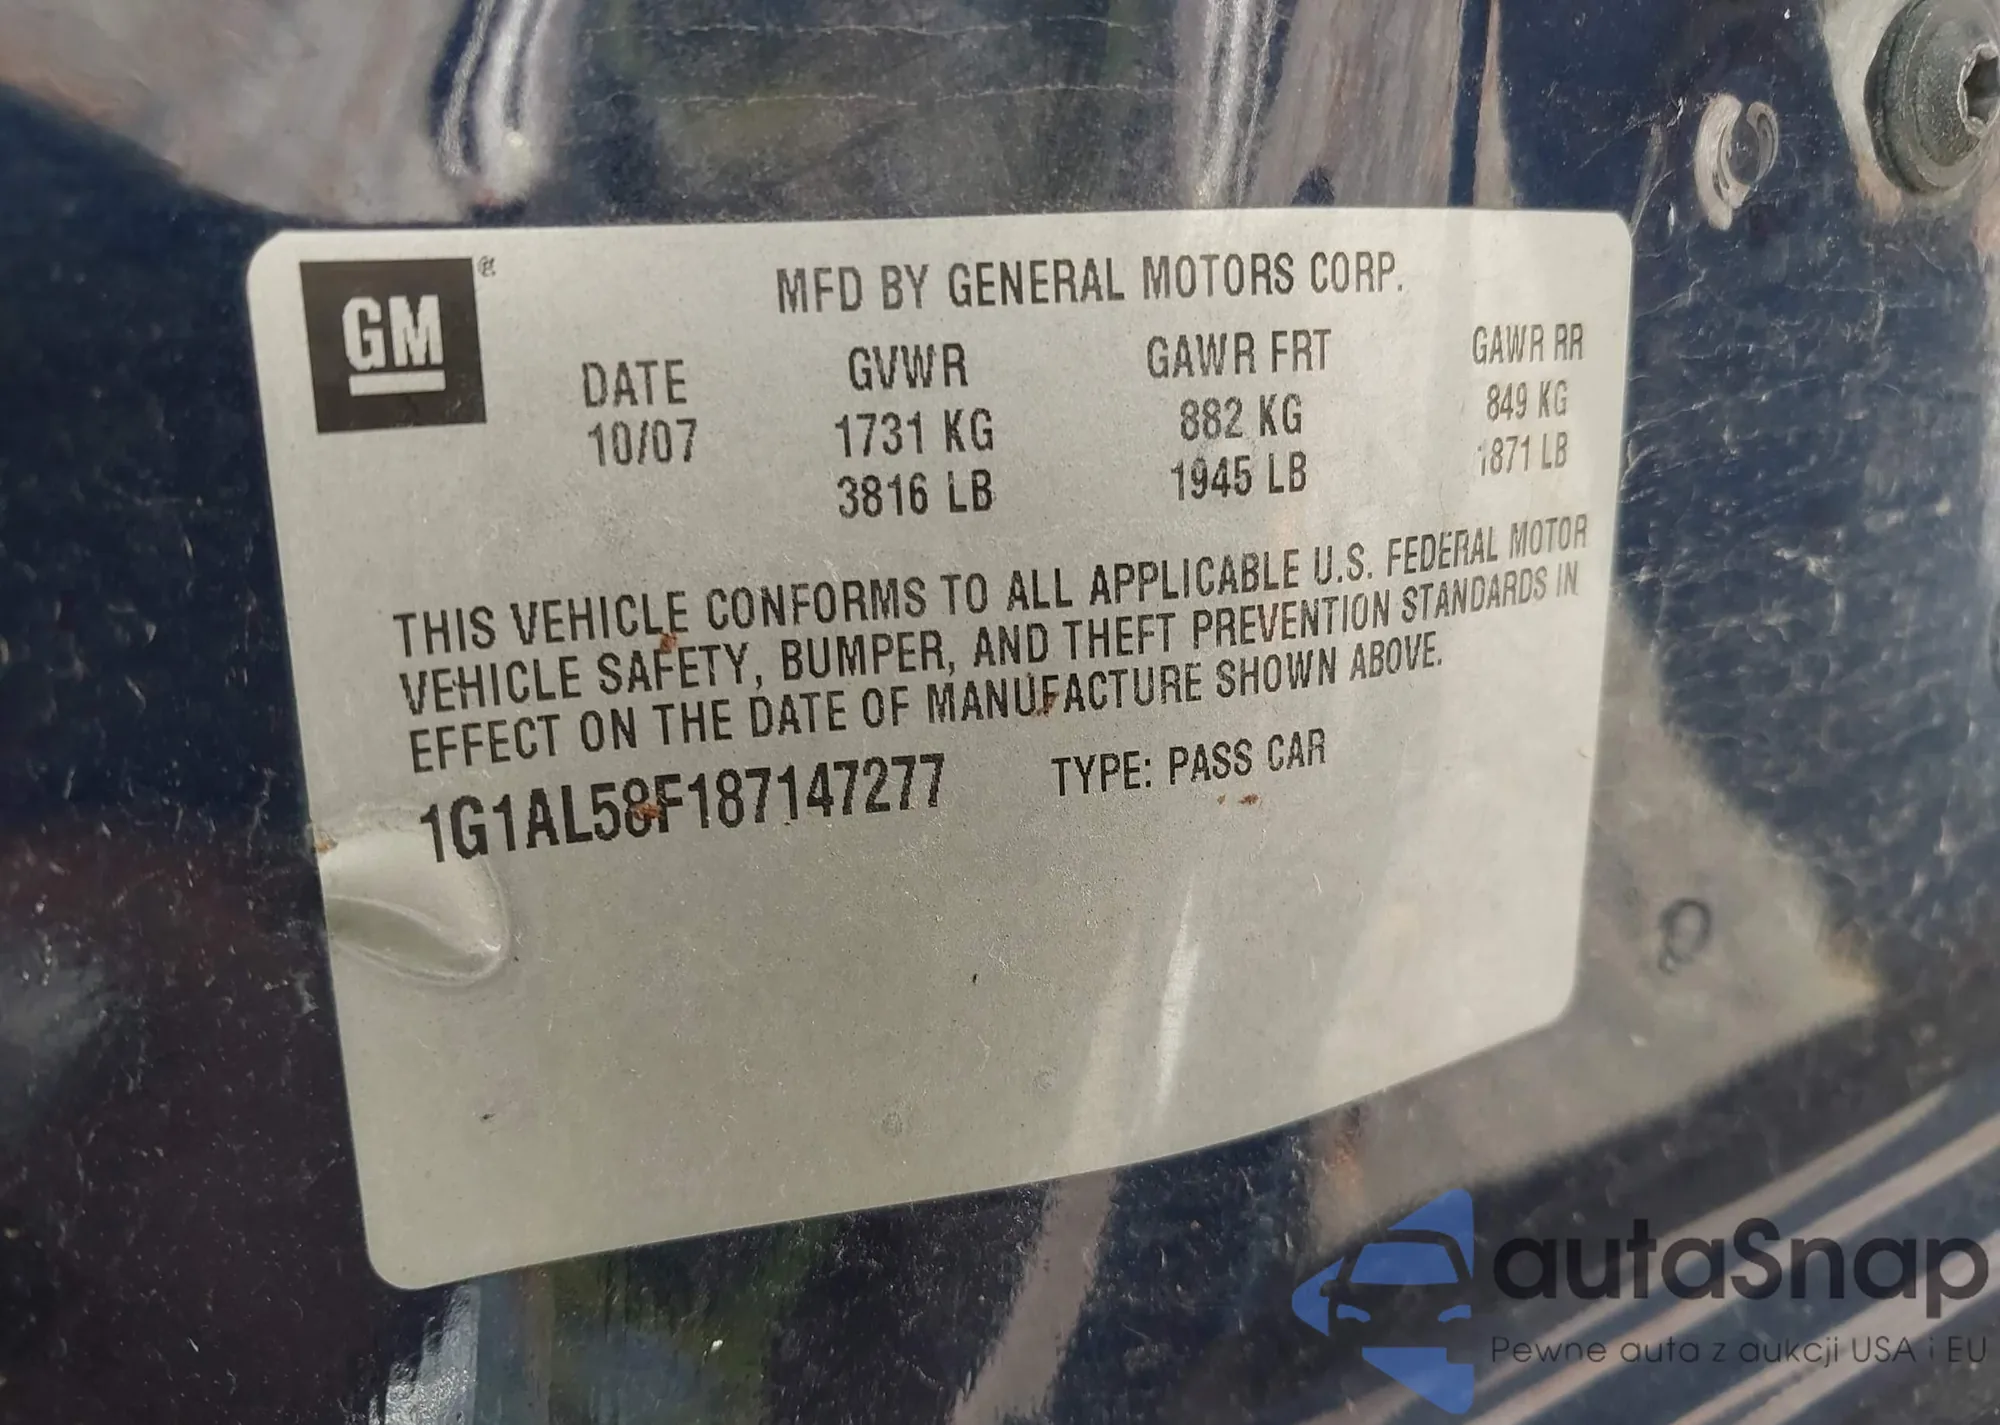 GM
MFD BY GENERAL MOTORS CORP.
DATE GVWR GAWR FRT GAWR RR
10/07 1731 KG 882 KG 849 KG
3816 LB 1945 LB 1871 LB
THIS VEHICLE CONFORMS TO ALL APPLICABLE U.S. FEDERAL MOTOR
VEHICLE SAFETY, BUMPER, AND THEFT PREVENTION STANDARDS IN
EFFECT ON THE DATE OF MANUFACTURE SHOWN ABOVE.
1G1AL58F187147277 TYPE: PASS CAR
autaSnap
Pewne auta z aukcji USA i EU